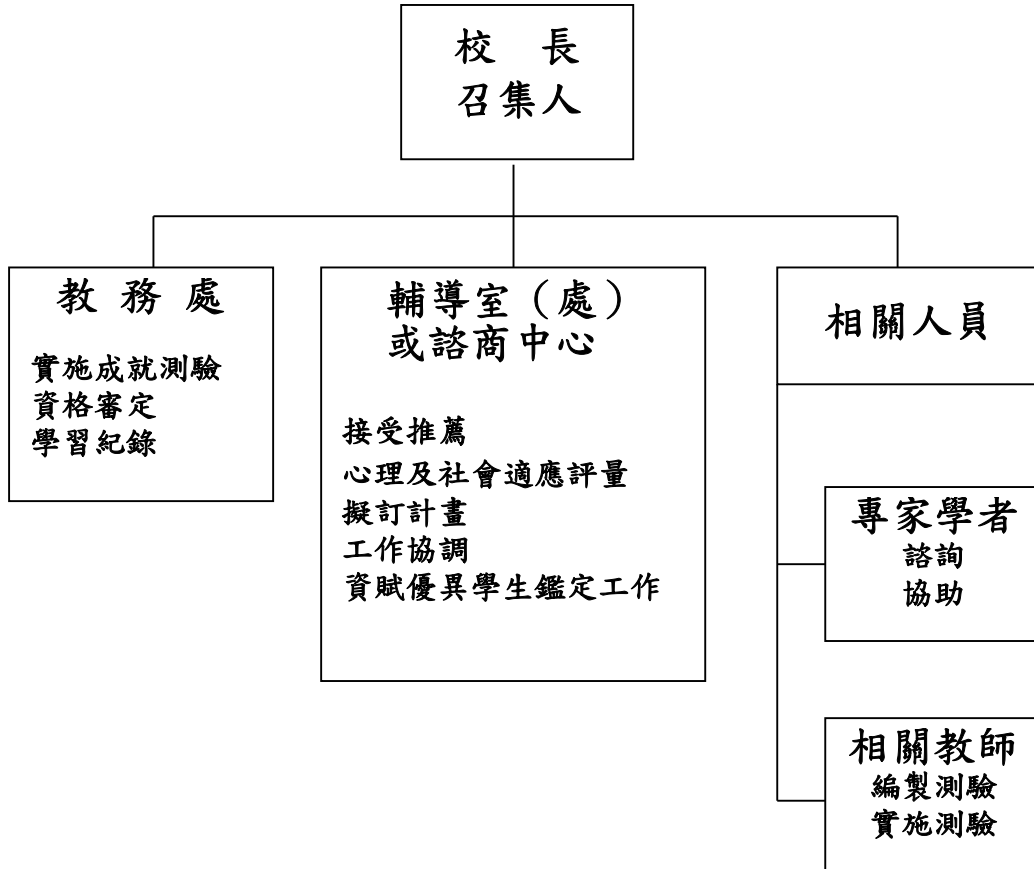 校　長
召集人
教 務 處
實施成就測驗
資格審定
學習紀錄
輔導室（處）
或諮商中心
接受推薦
心理及社會適應評量
擬訂計畫
工作協調
資賦優異學生鑑定工作
相關人員
專家學者
諮詢
協助
相關教師
編製測驗
實施測驗